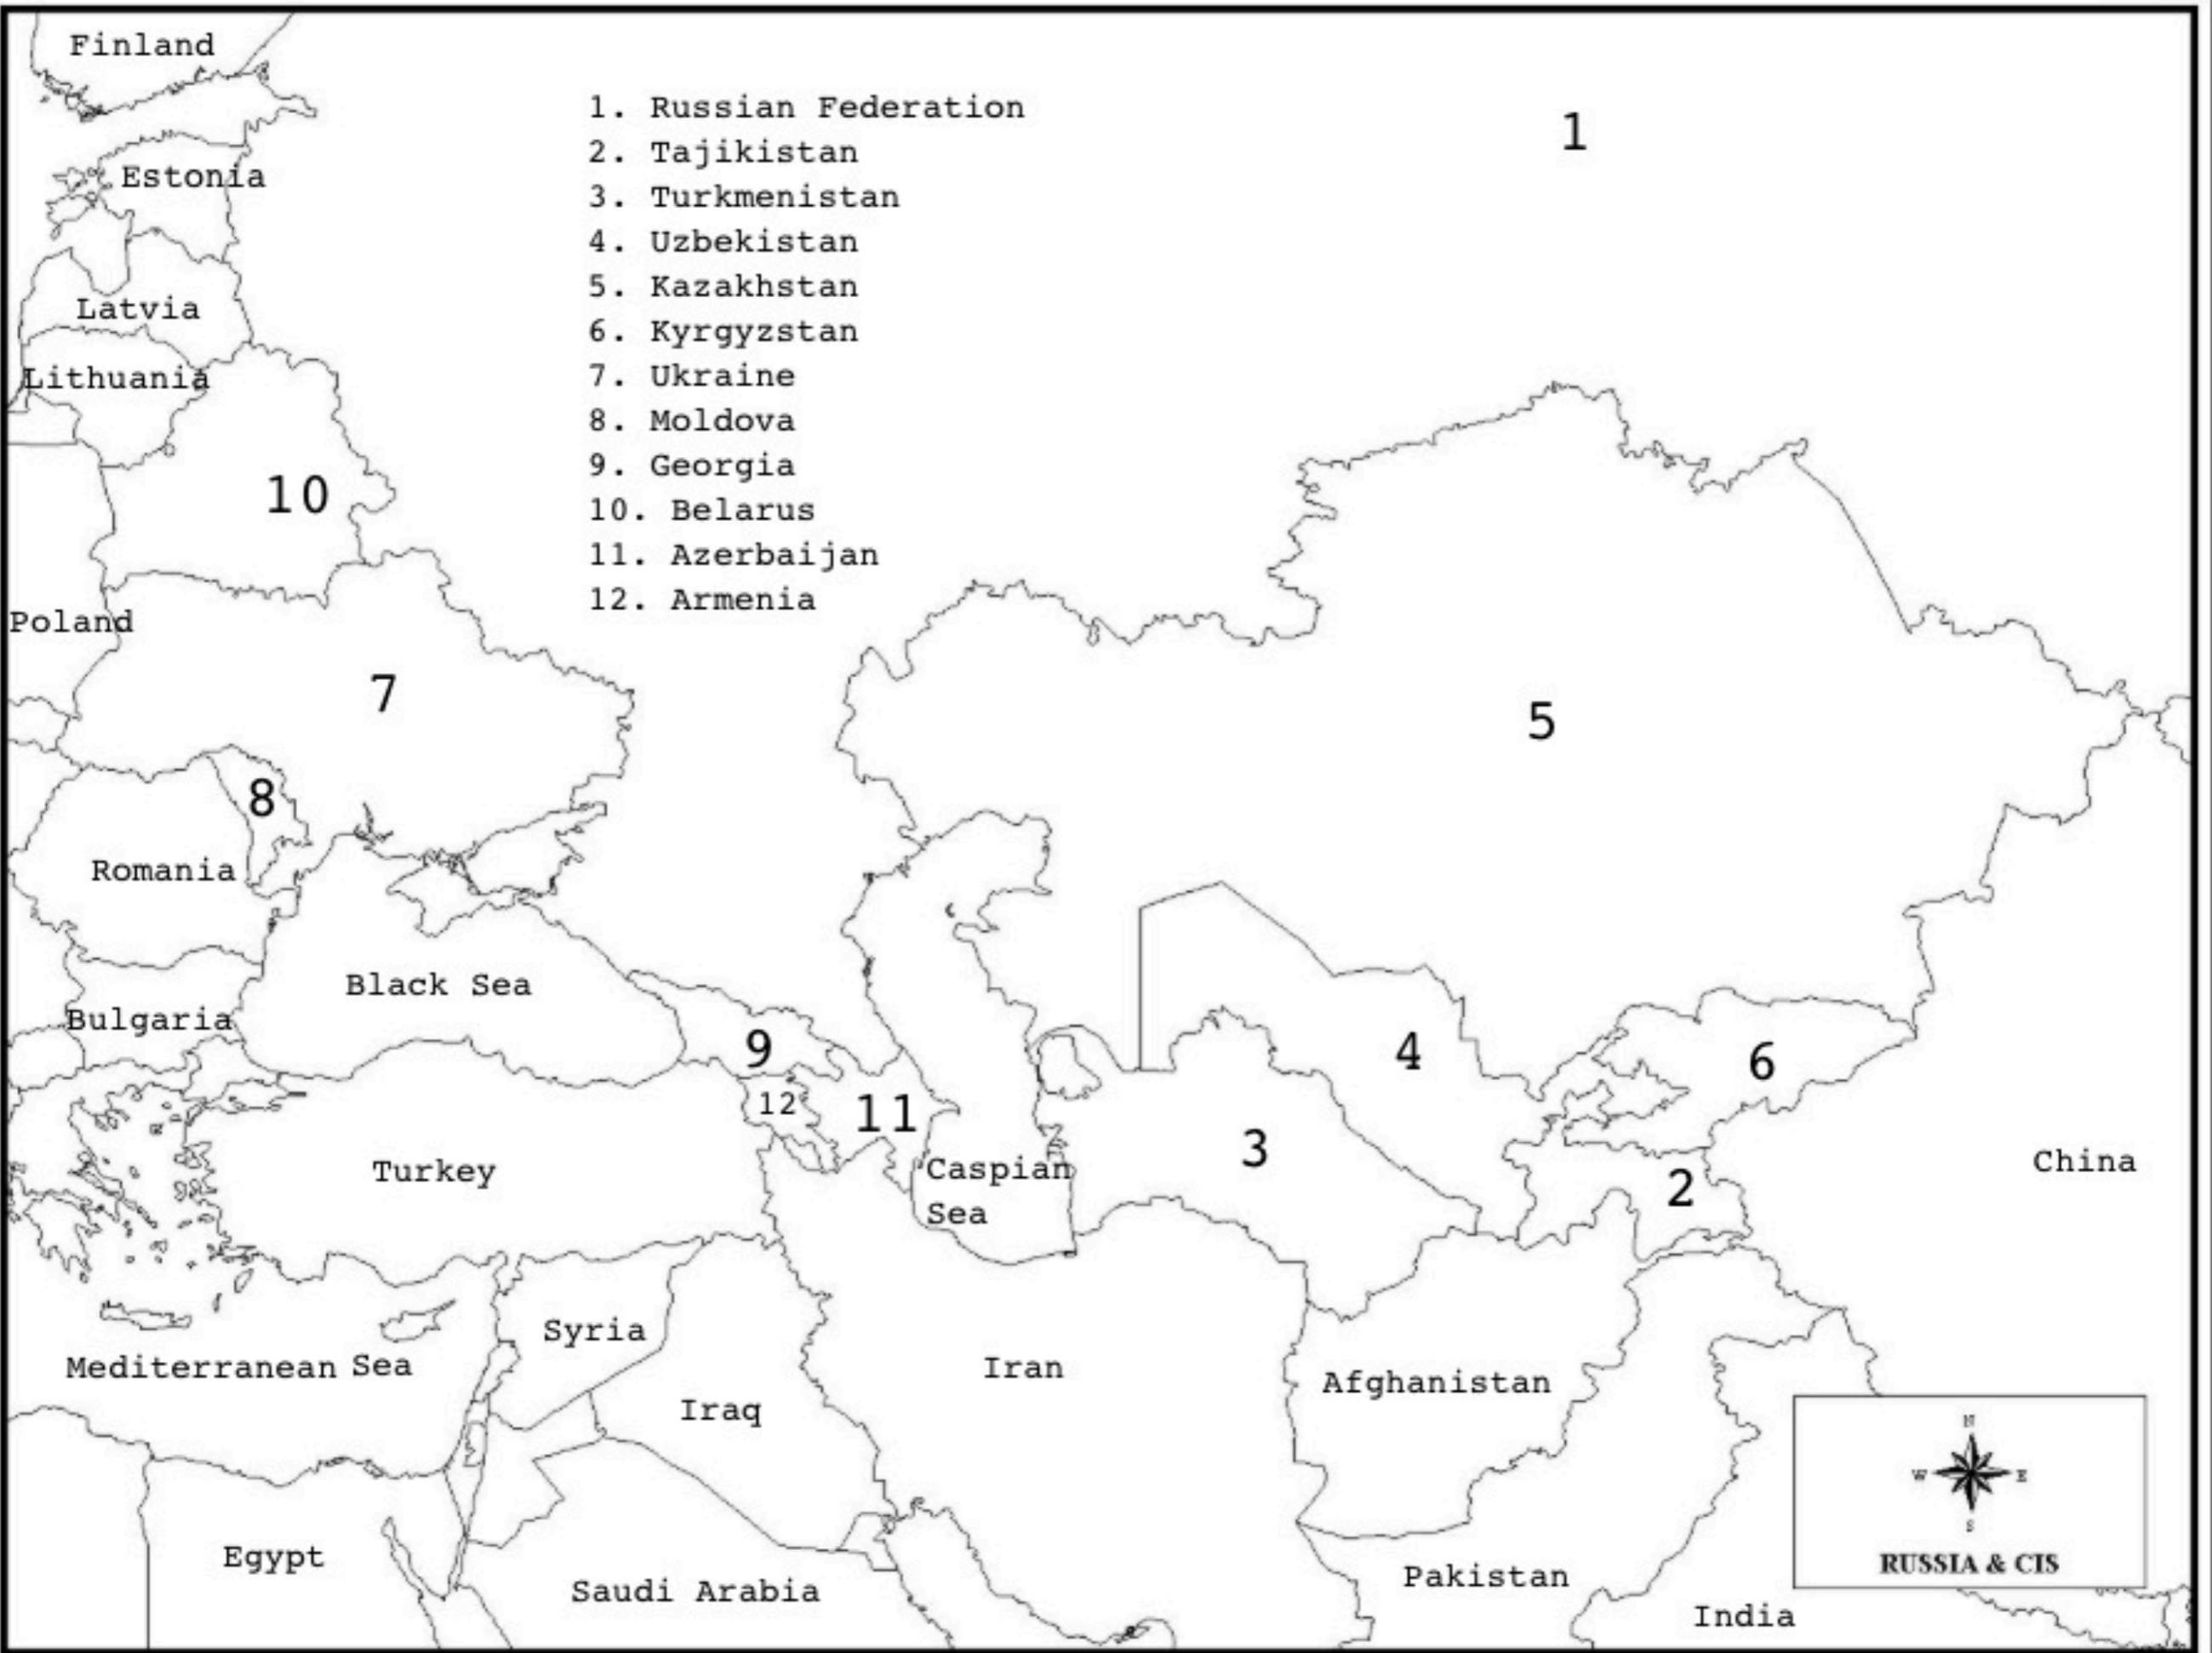 Finland
1. Russian Federation
1
2. Tajikistan
Estonia
3. Turkmenistan
4. Uzbekistan
5. Kazakhstan
Latvia
6. Kyrgyzstan
Lithuania
7. Ukraine
8. Moldova
9. Georgia
10
10. Belarus
11. Azerbaijan
12. Armenia
Poland
7
5
8
Romania
Black Sea
Bulgaria
9
4
6
12
11
3
Turkey
Caspian
Sea
2
China
Syria
Mediterranean Sea
Iran
Afghanistan
Iraq
N
W E
S
RUSSIA & CIS
Egypt
Saudi Arabia
Pakistan
India